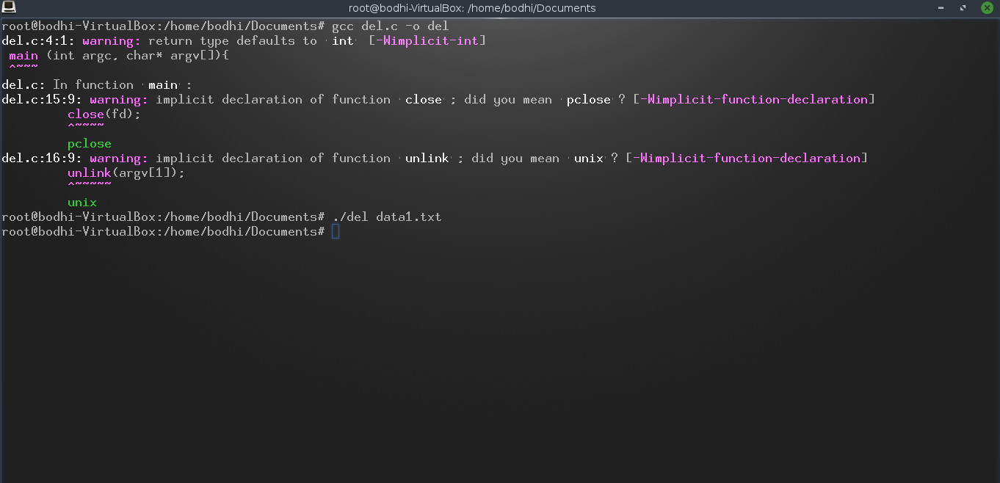 root@bodhi-VirtualBox: /home/bodhi/Documents
root@bodhi-VirtualBox:/home/bodhi/Documents# gcc del.c -o del
del.c:4:1: warning: return type defaults to int [-Wimplicit-int]
 main (int argc, char* argv[]){
 ^~~~
del.c: In function main :
del.c:15:9: warning: implicit declaration of function close ; did you mean pclose ? [-Wimplicit-function-declaration]
         close(fd);
         ^~~~~
         pclose
del.c:16:9: warning: implicit declaration of function unlink ; did you mean unix ? [-Wimplicit-function-declaration]
         unlink(argv[1]);
         ^~~~~~
         unix
root@bodhi-VirtualBox:/home/bodhi/Documents# ./del data1.txt
root@bodhi-VirtualBox:/home/bodhi/Documents#